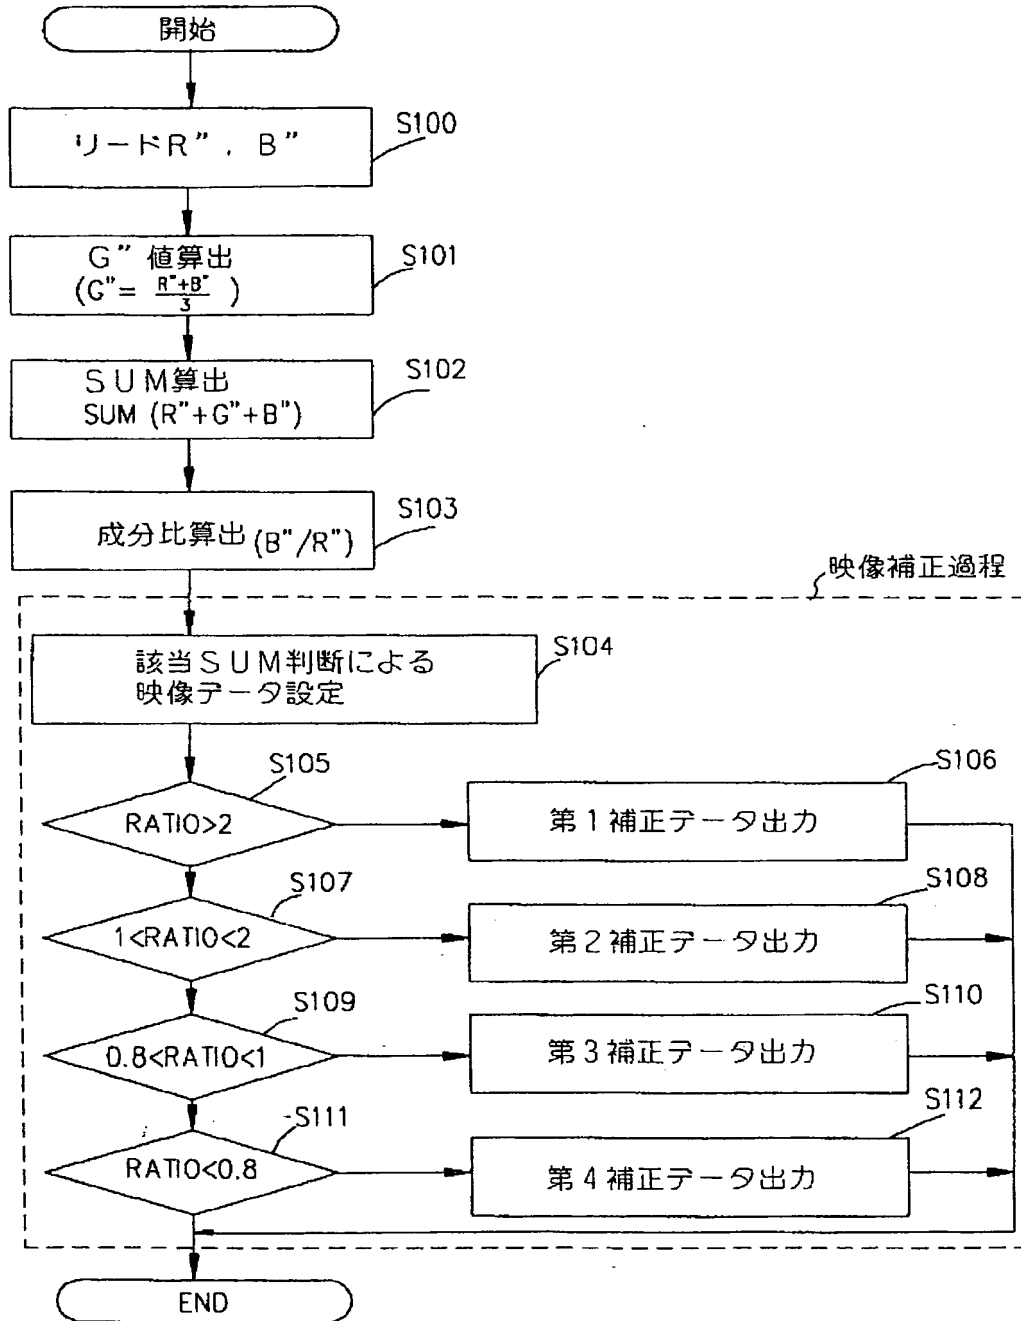 開始
リードR", B"
S100
G" 値算出
(G"= R"+B"/3 )
S101
SUM算出
SUM (R"+G"+B")
S102
成分比算出 (B"/R")
S103
映像補正過程
該当SUM判断による
映像データ設定
S104
RATIO>2
S105
第1補正データ出力
S106
1<RATIO<2
S107
第2補正データ出力
S108
0.8<RATIO<1
S109
第3補正データ出力
S110
RATIO<0.8
S111
第4補正データ出力
S112
END